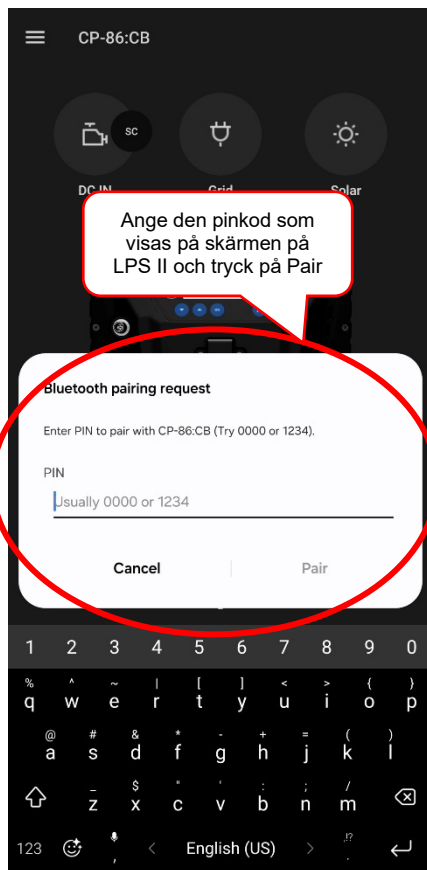 CP-86:CB
SC
DC IN Grid Solar
Ange den pinkod som
visas på skärmen på
LPS II och tryck på Pair
Bluetooth pairing request
Enter PIN to pair with CP-86:CB (Try 0000 or 1234).
PIN
Usually 0000 or 1234
Cancel Pair
1 2 3 4 5 6 7 8 9 0
% ^ ~ | [ ] < > { }
q w e r t y u i o p
@ # & * - + = ( )
a s d f g h j k l
_ $ " ' : ; /
z x c v b n m
123 , < English (US) > ,!? .